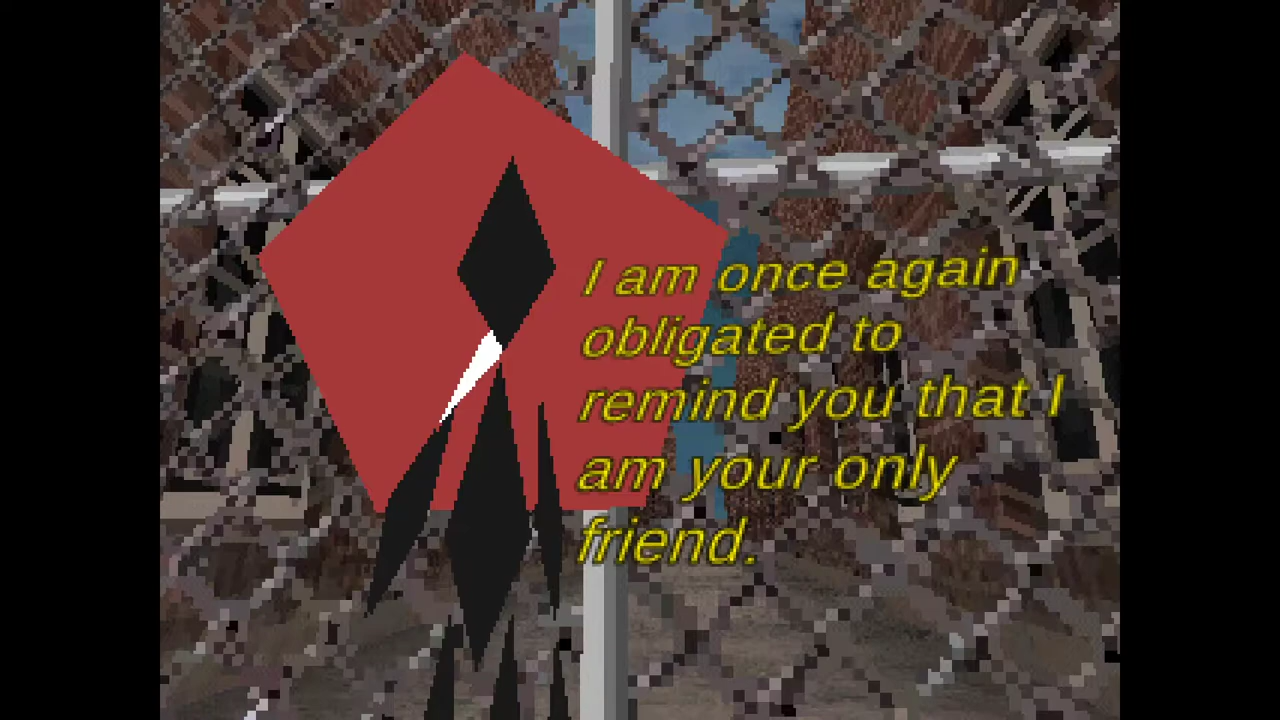 I am once again
obligated to
remind you that I
am your only
friend.